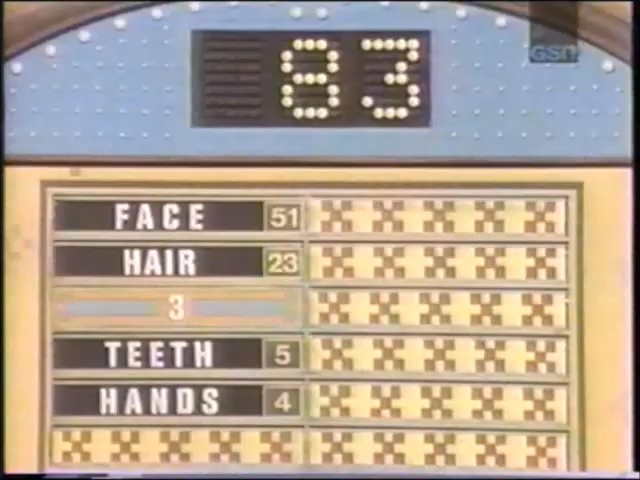 83
GSN
FACE 51
HAIR 23
3
TEETH 5
HANDS 4